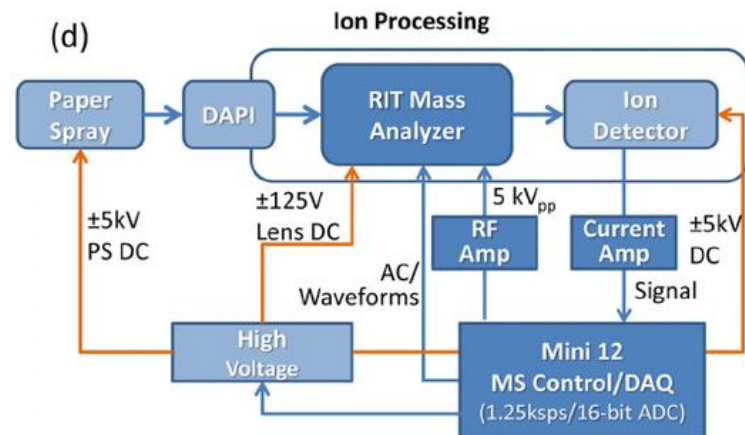 (d)
Ion Processing
Paper
Spray
DAPI
RIT Mass
Analyzer
Ion
Detector
±5kV
PS DC
±125V
Lens DC
AC/
Waveforms
5 kVpp
RF
Amp
Current
Amp
±5kV
DC
Signal
High
Voltage
Mini 12
MS Control/DAQ
(1.25ksps/16-bit ADC)